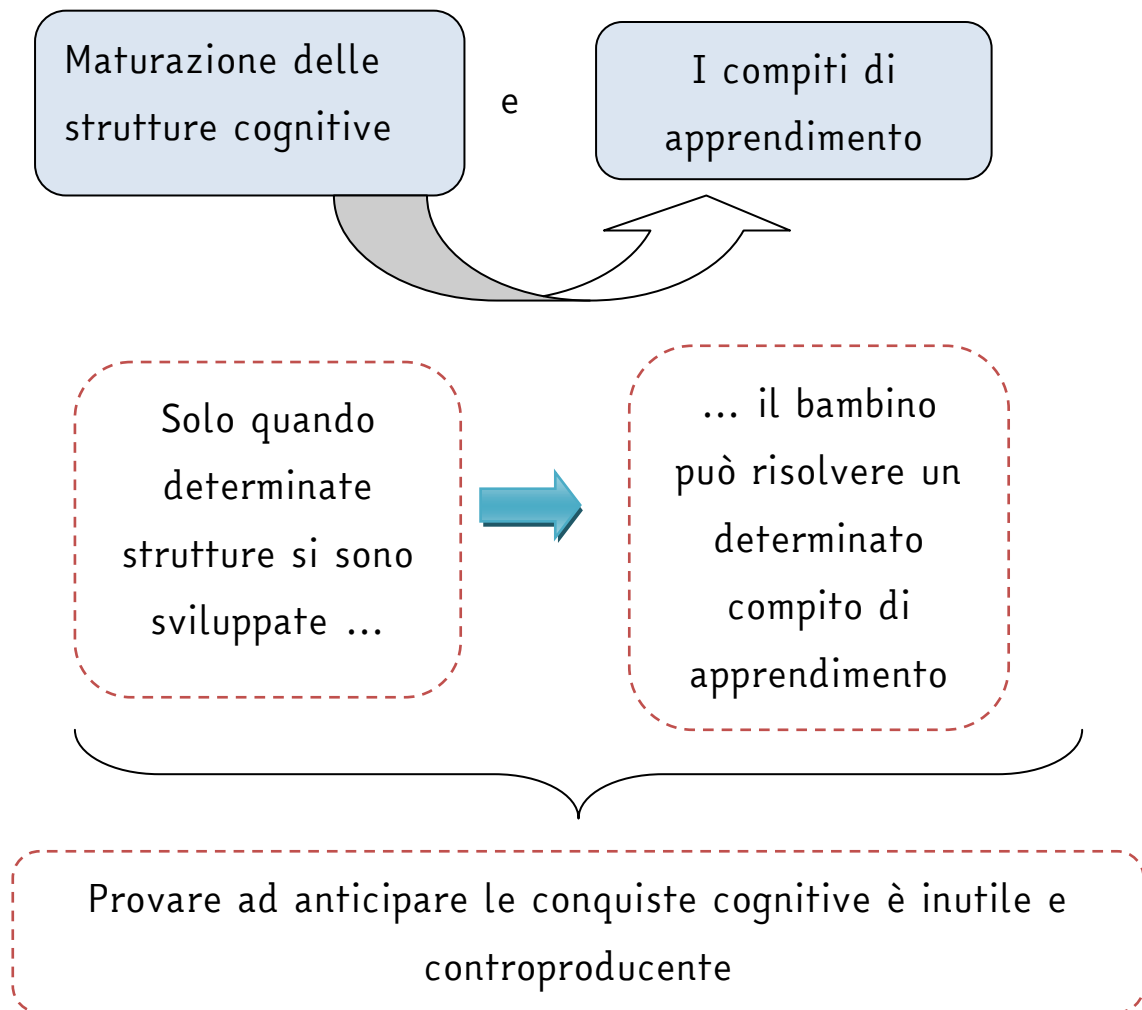 Maturazione delle
strutture cognitive
e
I compiti di
apprendimento
Solo quando
determinate
strutture si sono
sviluppate ...
... il bambino
può risolvere un
determinato
compito di
apprendimento
Provare ad anticipare le conquiste cognitive è inutile e
controproducente